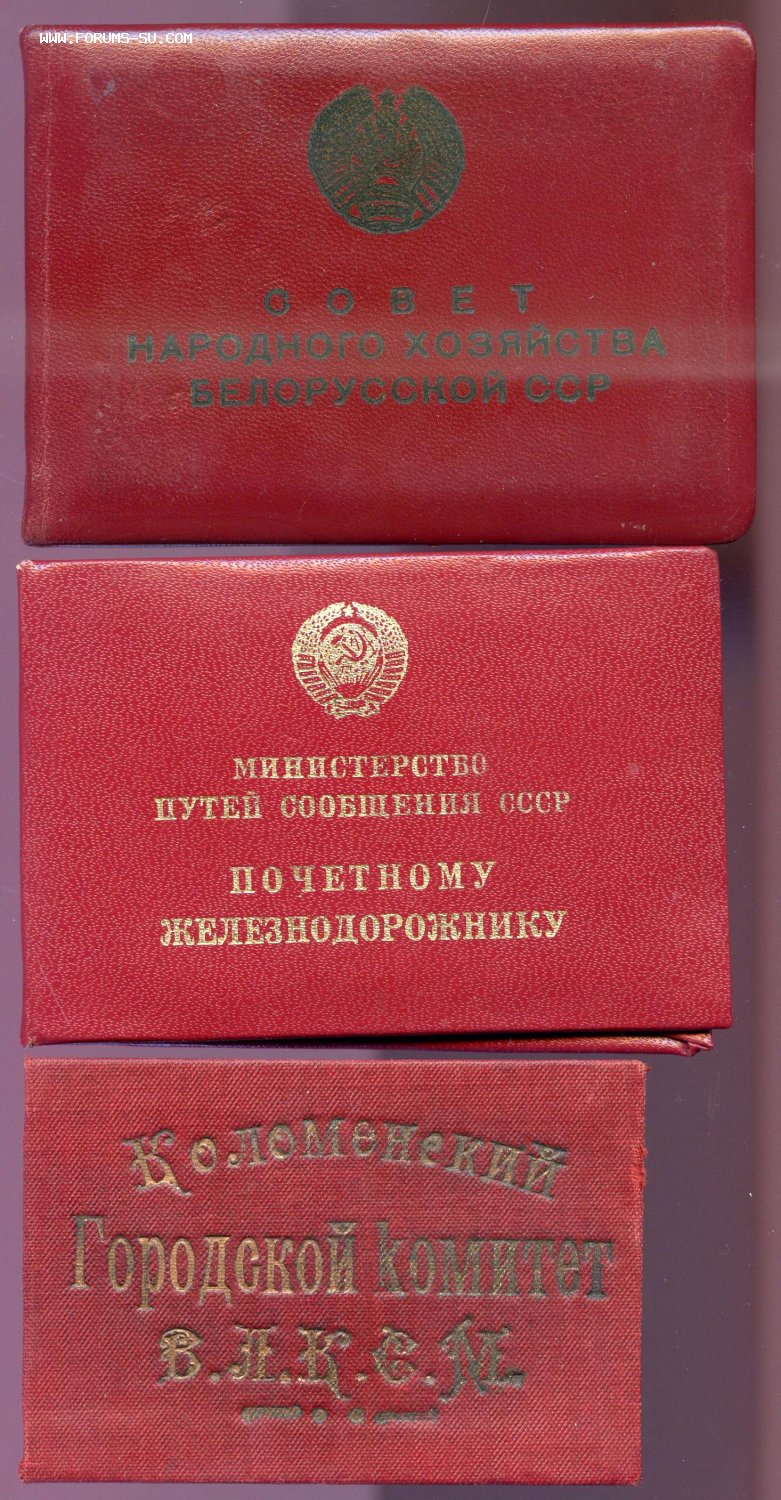 WWW.FORUMS-SU.COM
СОВЕТ
НАРОДНОГО ХОЗЯЙСТВА
БЕЛОРУССКОЙ ССР
МИНИСТЕРСТВО
ПУТЕЙ СООБЩЕНИЯ СССР
ПОЧЕТНОМУ
ЖЕЛЕЗНОДОРОЖНИКУ
Коломенский
Городской комитет
В.Л.К.С.М.